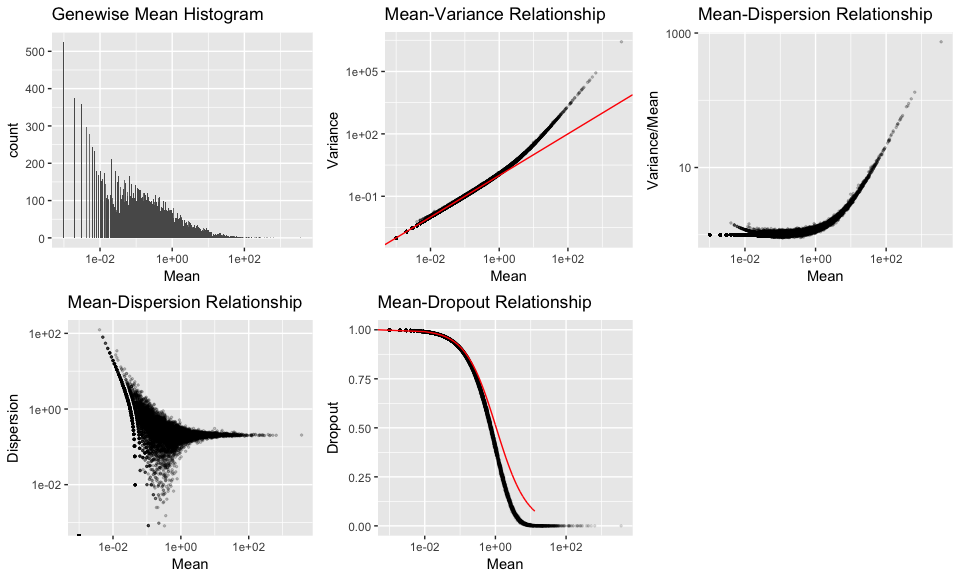 Genewise Mean Histogram
count
500
400
300
200
100
0
1e-02
1e+00
1e+02
Mean
Mean-Variance Relationship
Variance
1e+05
1e+02
1e-01
1e-02
1e+00
1e+02
Mean
Mean-Dispersion Relationship
Variance/Mean
1000
10
1e-02
1e+00
1e+02
Mean
Mean-Dispersion Relationship
Dispersion
1e+02
1e+00
1e-02
1e-02
1e+00
1e+02
Mean
Mean-Dropout Relationship
Dropout
1.00
0.75
0.50
0.25
0.00
1e-02
1e+00
1e+02
Mean